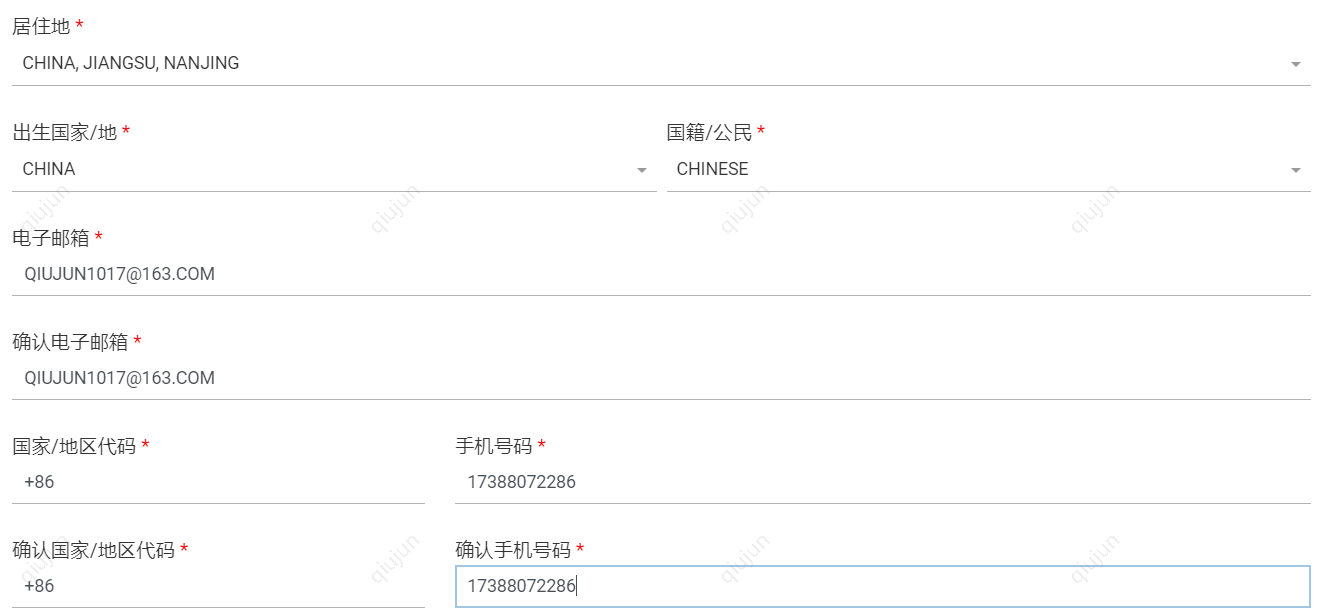 居住地 *
CHINA, JIANGSU, NANJING
出生国家/地 * 国籍/公民 *
CHINA CHINESE
qiujun qiujun qiujun qiujun
电子邮箱 *
QIUJUN1017@163.COM
确认电子邮箱 *
QIUJUN1017@163.COM
国家/地区代码 * 手机号码 *
+86 17388072286
确认国家/地区代码 * 确认手机号码 *
qiujun qiujun qiujun qiujun
+86 17388072286